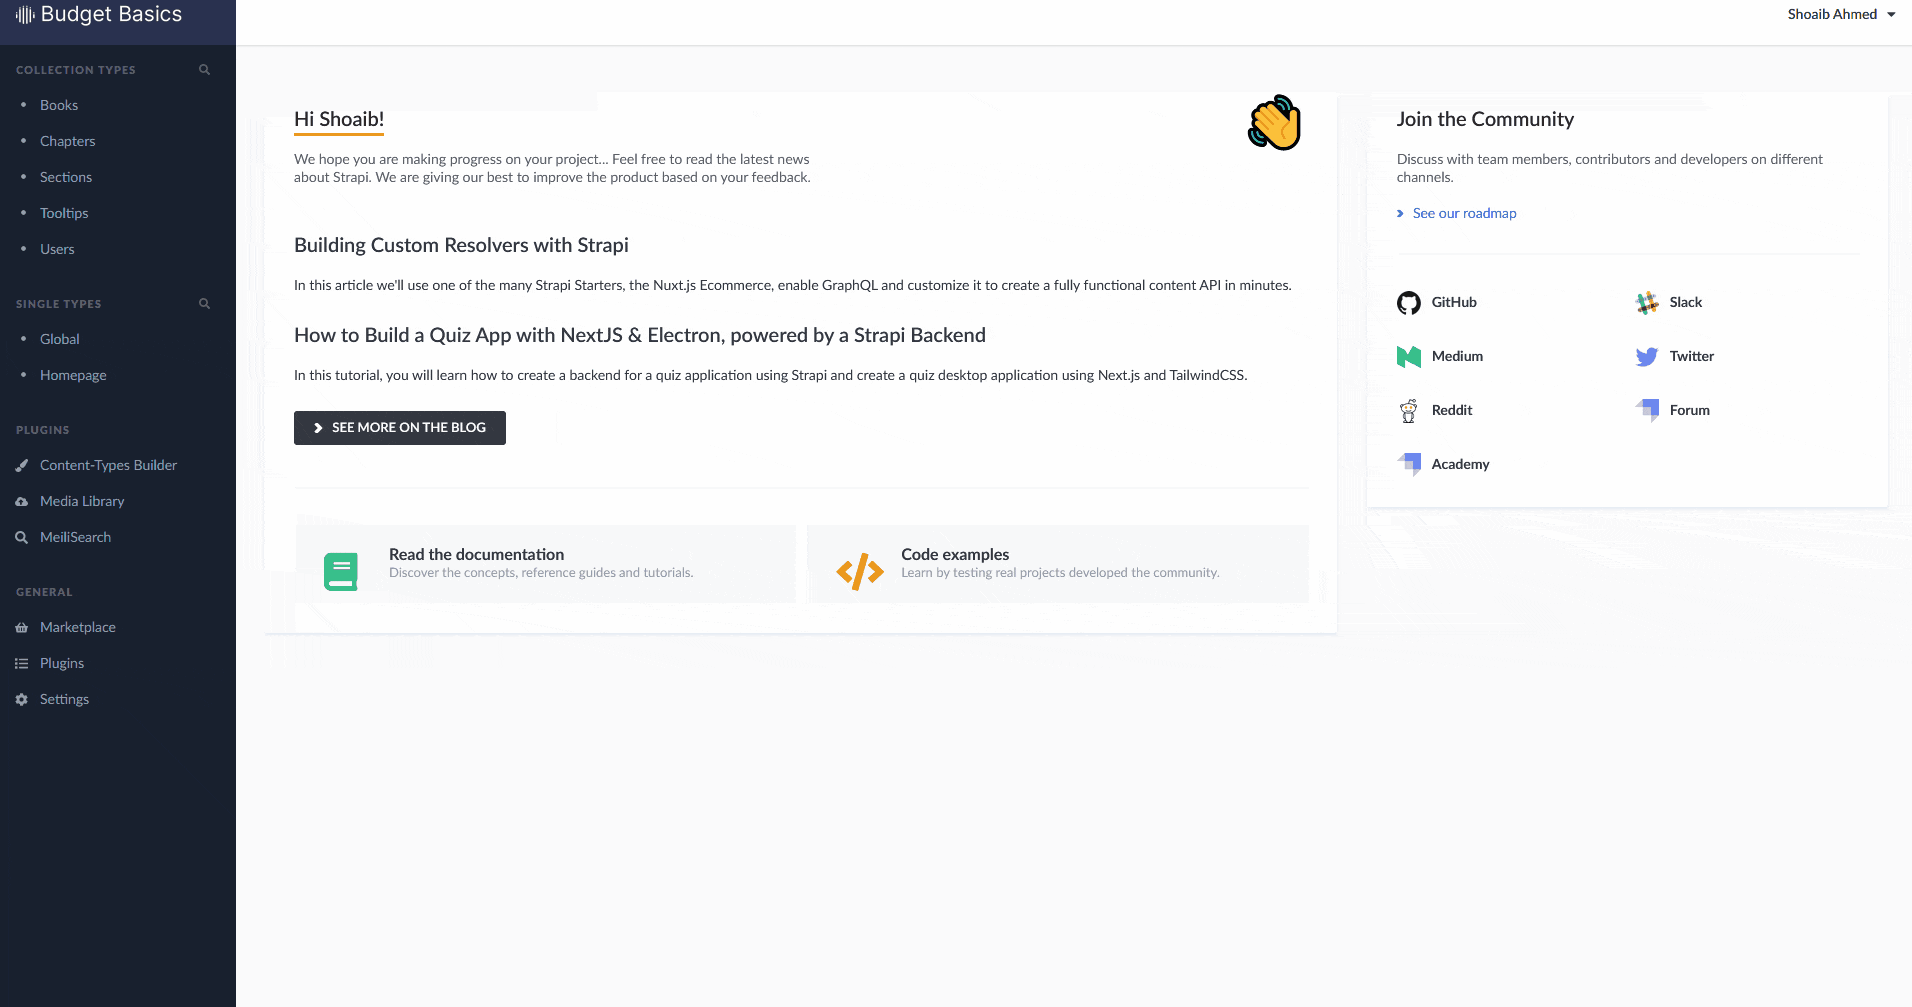 Budget Basics
Shoaib Ahmed
COLLECTION TYPES
Books
Chapters
Sections
Tooltips
Users
SINGLE TYPES
Global
Homepage
PLUGINS
Content-Types Builder
Media Library
MeiliSearch
GENERAL
Marketplace
Plugins
Settings
Hi Shoaib!
We hope you are making progress on your project... Feel free to read the latest news
about Strapi. We are giving our best to improve the product based on your feedback.
Building Custom Resolvers with Strapi
In this article we'll use one of the many Strapi Starters, the Nuxt.js Ecommerce, enable GraphQL and customize it to create a fully functional content API in minutes.
How to Build a Quiz App with NextJS & Electron, powered by a Strapi Backend
In this tutorial, you will learn how to create a backend for a quiz application using Strapi and create a quiz desktop application using Next.js and TailwindCSS.
SEE MORE ON THE BLOG
Read the documentation
Discover the concepts, reference guides and tutorials.
Code examples
Learn by testing real projects developed the community.
Join the Community
Discuss with team members, contributors and developers on different
channels.
See our roadmap
GitHub
Slack
Medium
Twitter
Reddit
Forum
Academy